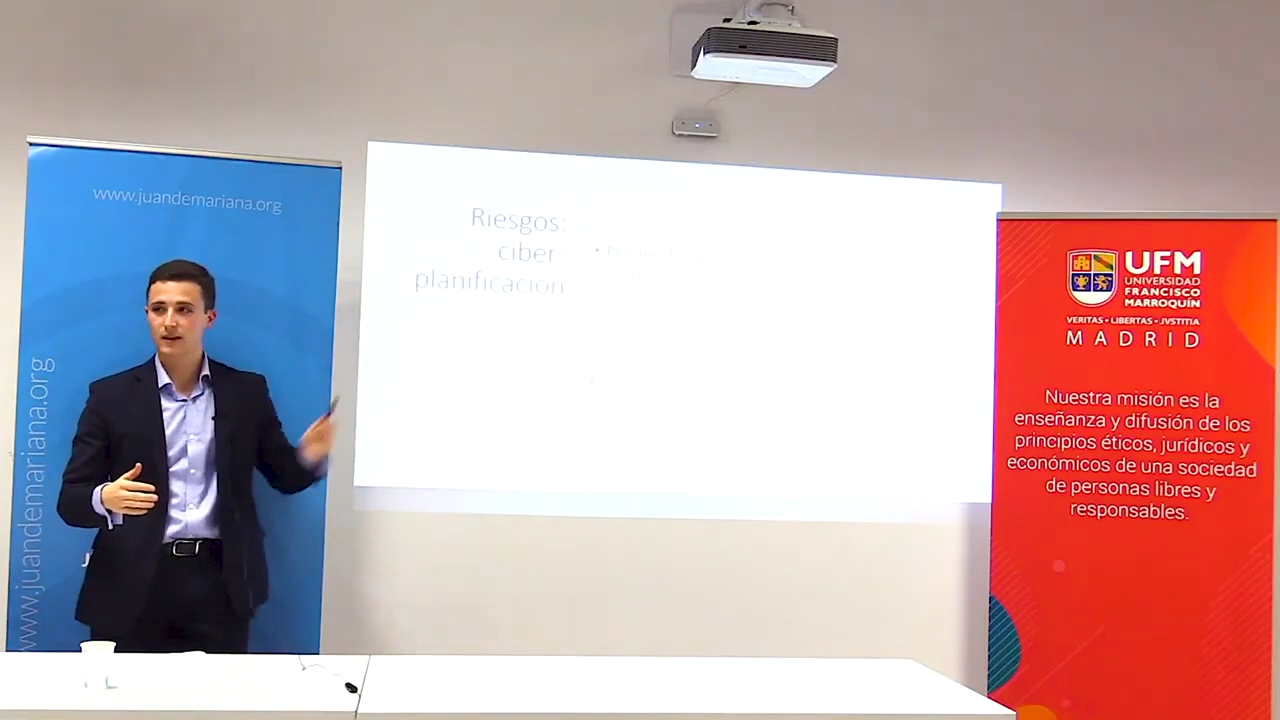 www.juandemariana.org
www.juandemariana.org
Riesgos:
ciber-
planificación
UFM
UNIVERSIDAD
FRANCISCO
MARROQUÍN
VERITAS • LIBERTAS • JVSTITIA
MADRID
Nuestra misión es la
enseñanza y difusión de los
principios éticos, jurídicos y
económicos de una sociedad
de personas libres y
responsables.